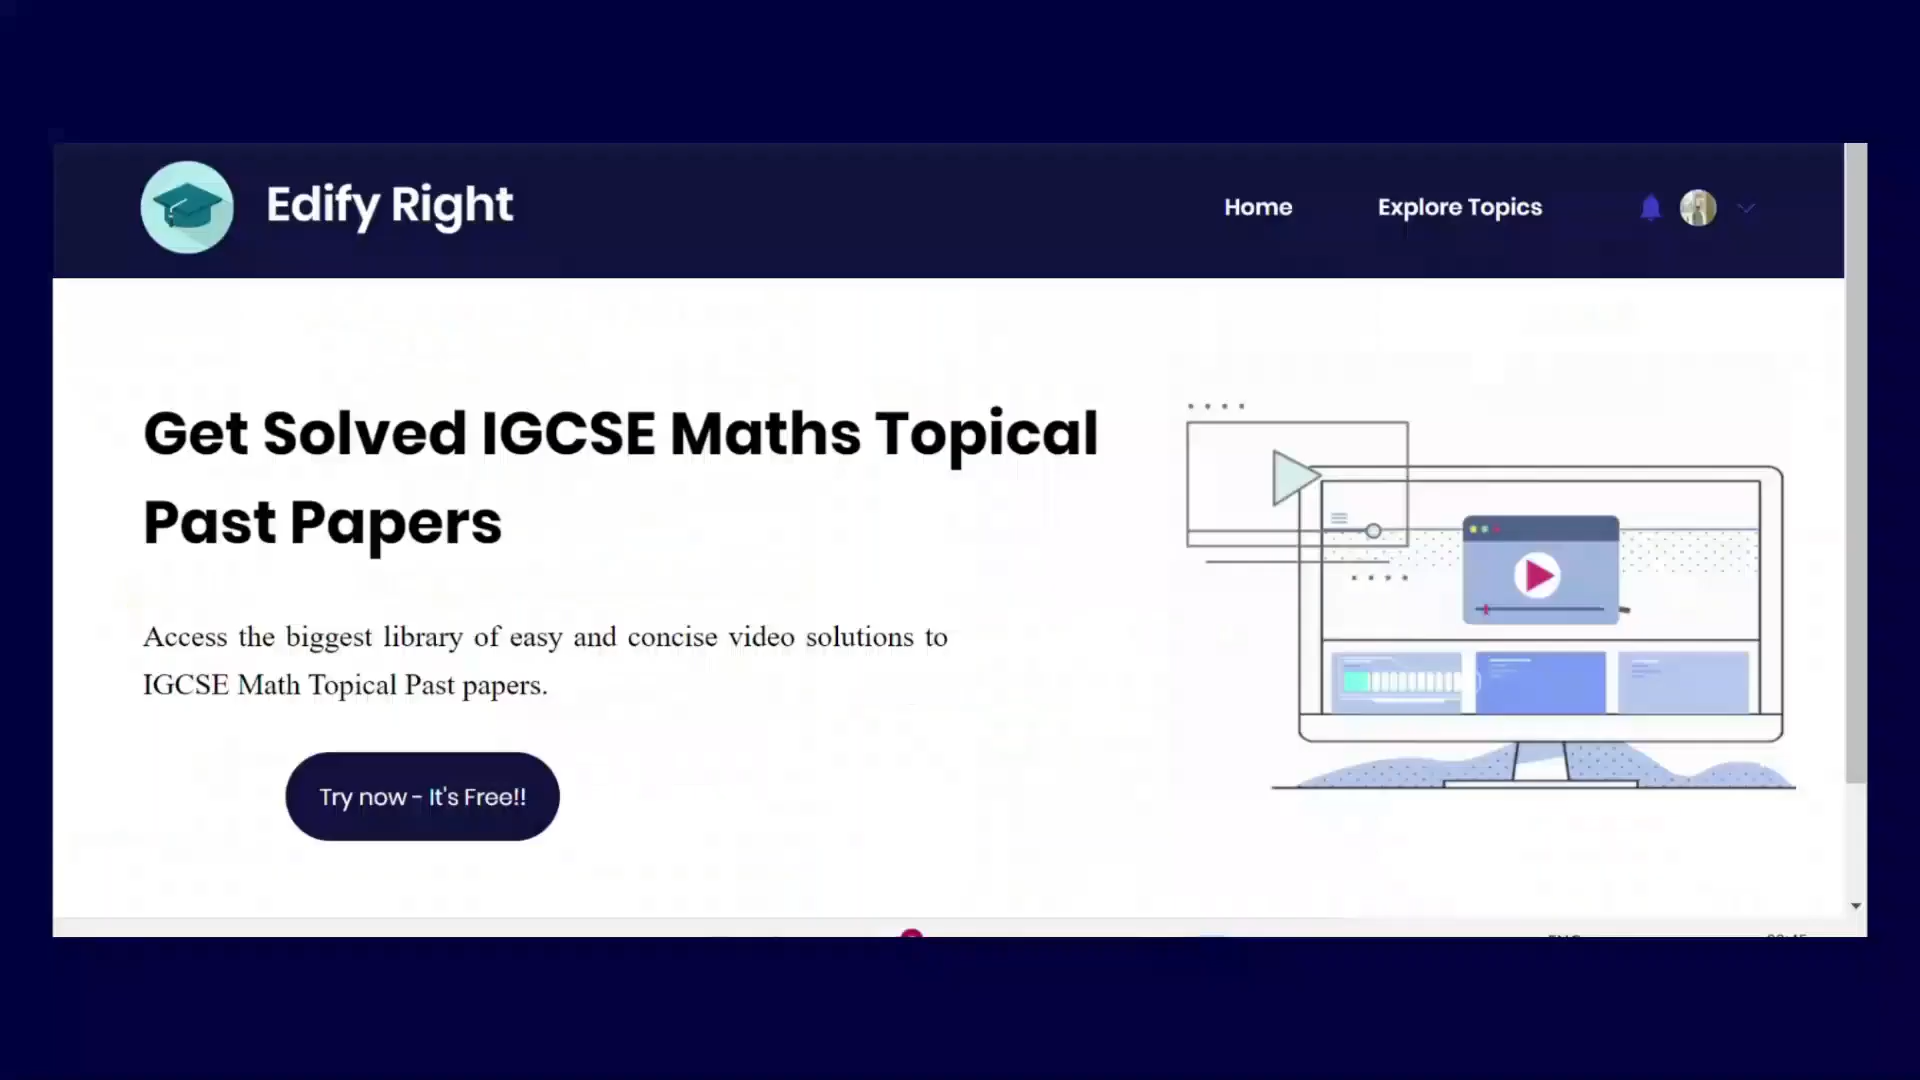 Edify Right
Home
Explore Topics
Get Solved IGCSE Maths Topical
Past Papers
Access the biggest library of easy and concise video solutions to
IGCSE Math Topical Past papers.
Try now - It's Free!!